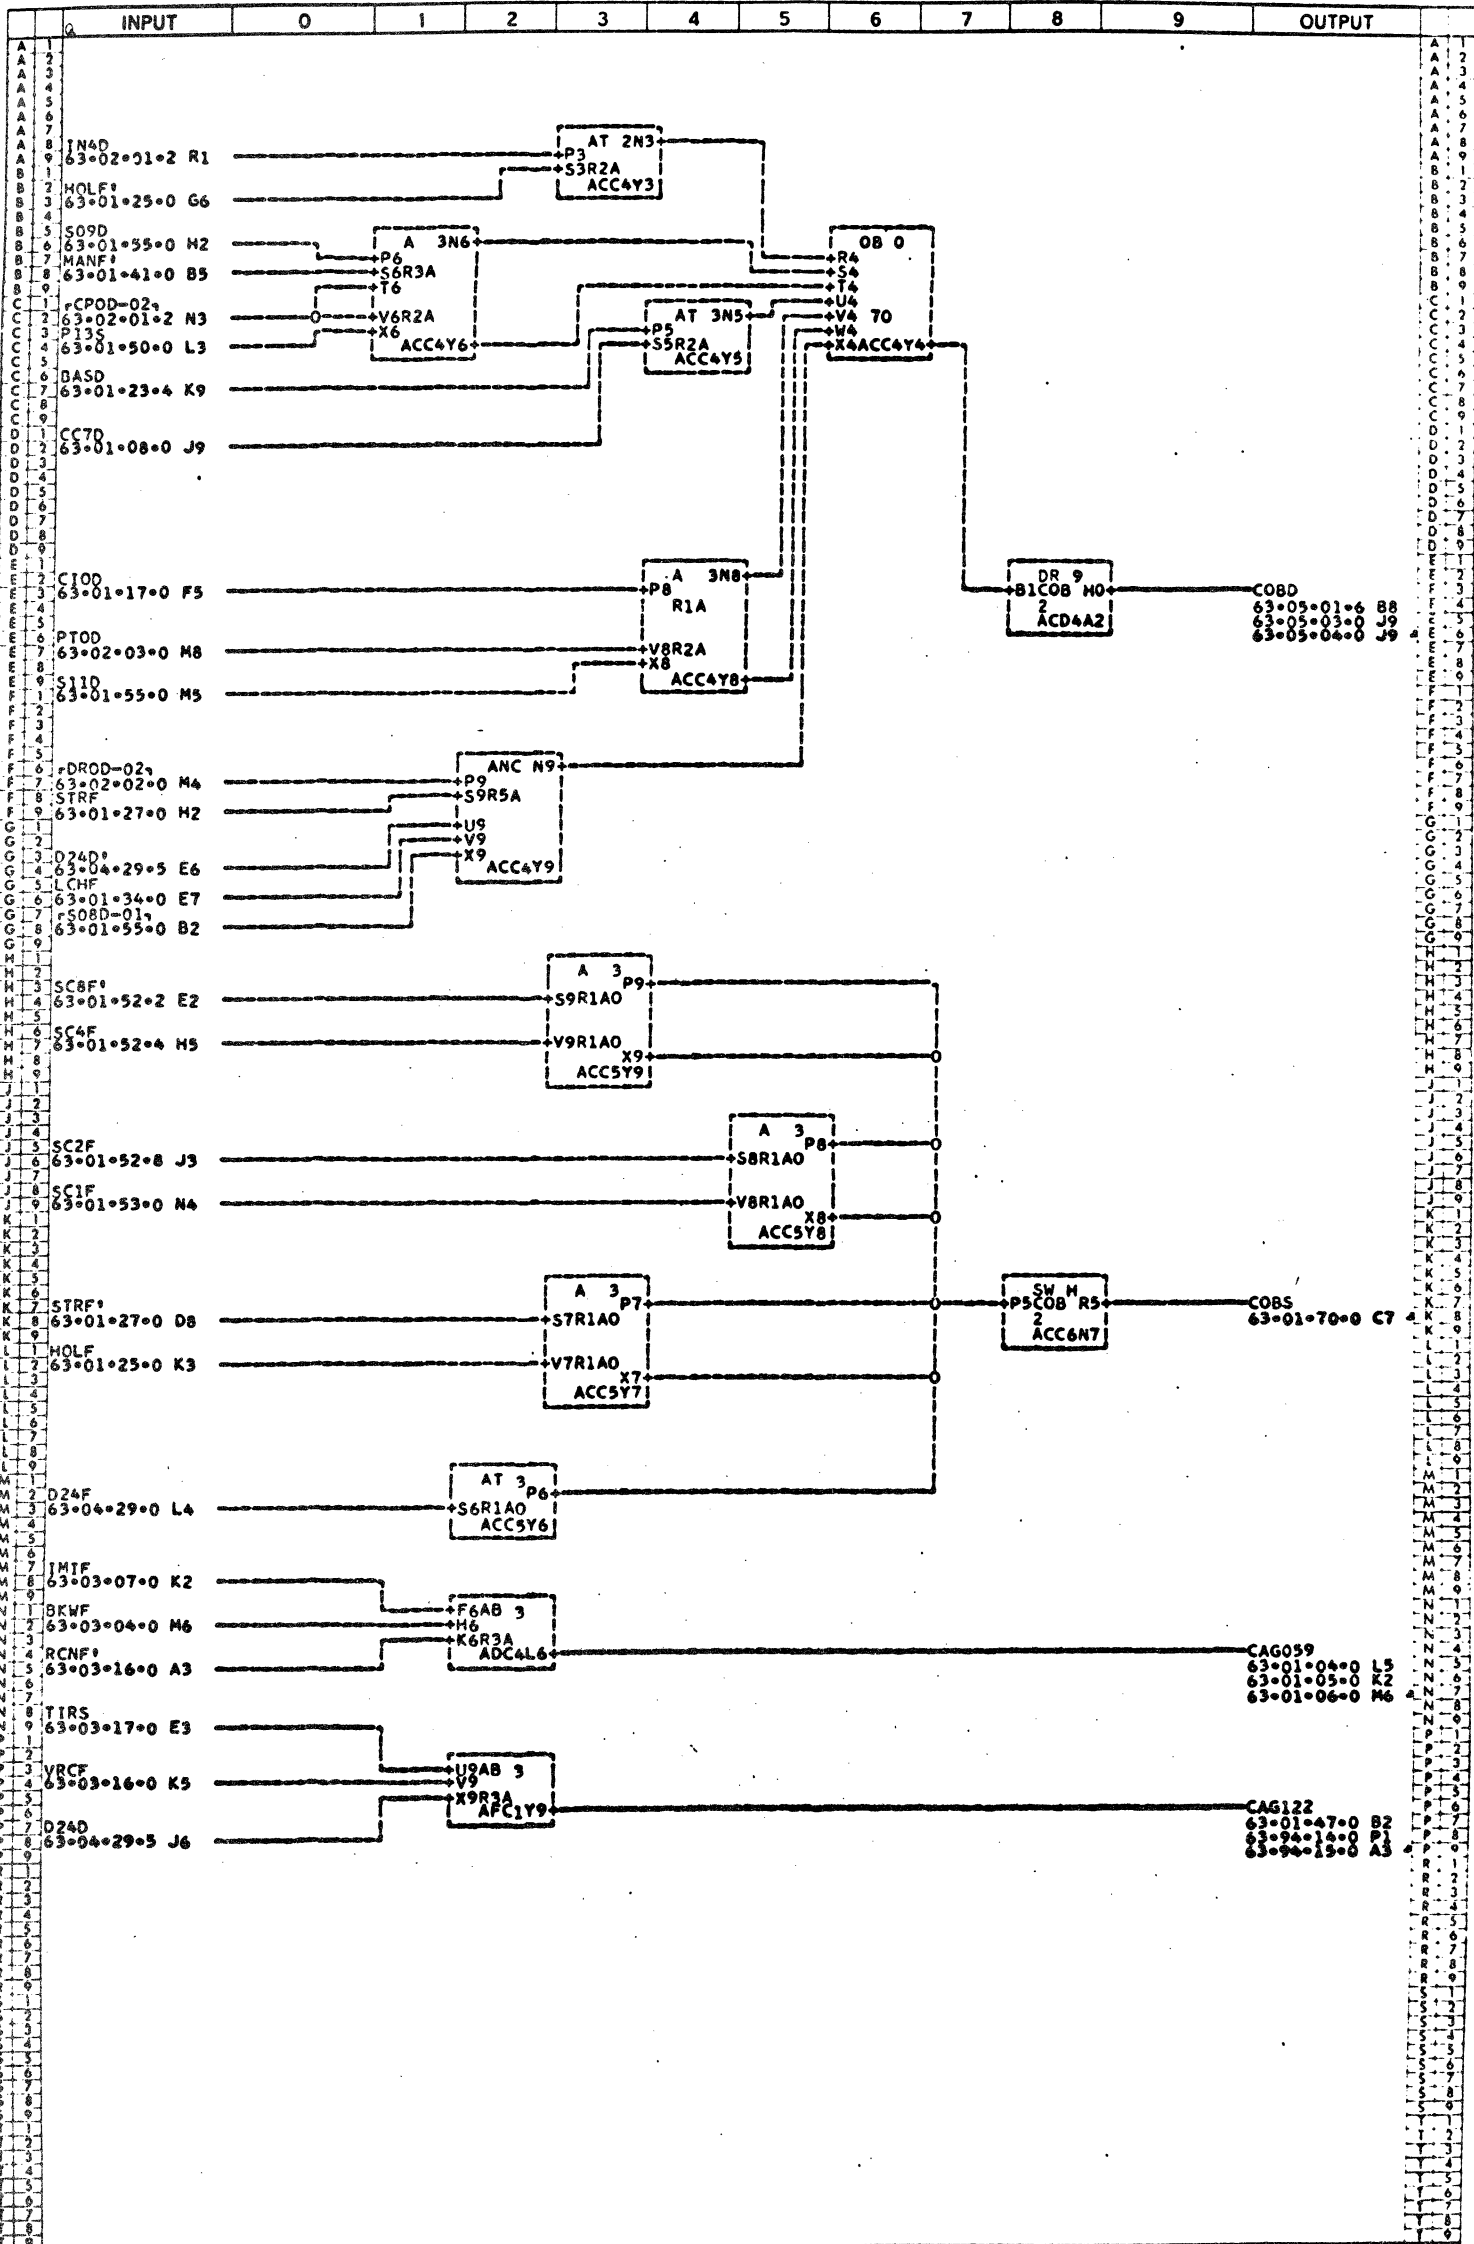 INPUT 0 1 2 3 4 5 6 7 8 9 OUTPUT
IN4D
63•02•01•2 R1
HOLF'
63•01•25•0 G6
S09D
63•01•55•0 H2
MANF'
63•01•41•0 B5
┌CPOD-02┐
63•02•01•2 N3
P13S
63•01•50•0 L3
BASD
63•01•23•4 K9
CC7D
63•01•08•0 J9
AT 2N3
P3
S3R2A
ACC4Y3
A 3N6
P6
S6R3A
T6
V6R2A
X6
ACC4Y6
AT 3N5
P5
S5R2A
ACC4Y5
OB 0
R4
S4
T4
U4
V4 70
W4
X4ACC4Y4
CIOD
63•01•17•0 F5
PTOD
63•02•03•0 M8
S11D
63•01•55•0 M5
A 3N8
P8
R1A
V8R2A
X8
ACC4Y8
DR 9
B1COB H0
2
ACD4A2
COBD
63•05•01•6 B8
63•05•03•0 J9
63•05•04•0 J9
┌DROD-02┐
63•02•02•0 M4
STRF
63•01•27•0 H2
D24D'
63•04•29•5 E6
LCHF
63•01•34•0 E7
┌S08D-01┐
63•01•55•0 B2
ANC N9
P9
S9R5A
U9
V9
X9
ACC4Y9
SC8F'
63•01•52•2 E2
SC4F
63•01•52•4 H5
A 3
P9
S9R1AO
V9R1AO
X9
ACC5Y9
SC2F
63•01•52•8 J3
SC1F
63•01•53•0 N4
A 3
P8
S8R1AO
V8R1AO
X8
ACC5Y8
STRF'
63•01•27•0 D8
HOLF
63•01•25•0 K3
A 3
P7
S7R1AO
V7R1AO
X7
ACC5Y7
SW H
P5COB R5
2
ACC6N7
COBS
63•01•70•0 C7
D24F
63•04•29•0 L4
AT 3
P6
S6R1AO
ACC5Y6
IMTF
63•03•07•0 K2
BKWF
63•03•04•0 M6
RCNF'
63•03•16•0 A3
F6AB 3
H6
K6R3A
ADC4L6
CAG059
63•01•04•0 L5
63•01•05•0 K2
63•01•06•0 M6
TIRS
63•03•17•0 E3
VRCF
63•03•16•0 K5
D24D
63•04•29•5 J6
U9AB 3
V9
X9R3A
AFC1Y9
CAG122
63•01•47•0 B2
63•94•14•0 P1
63•94•15•0 A3